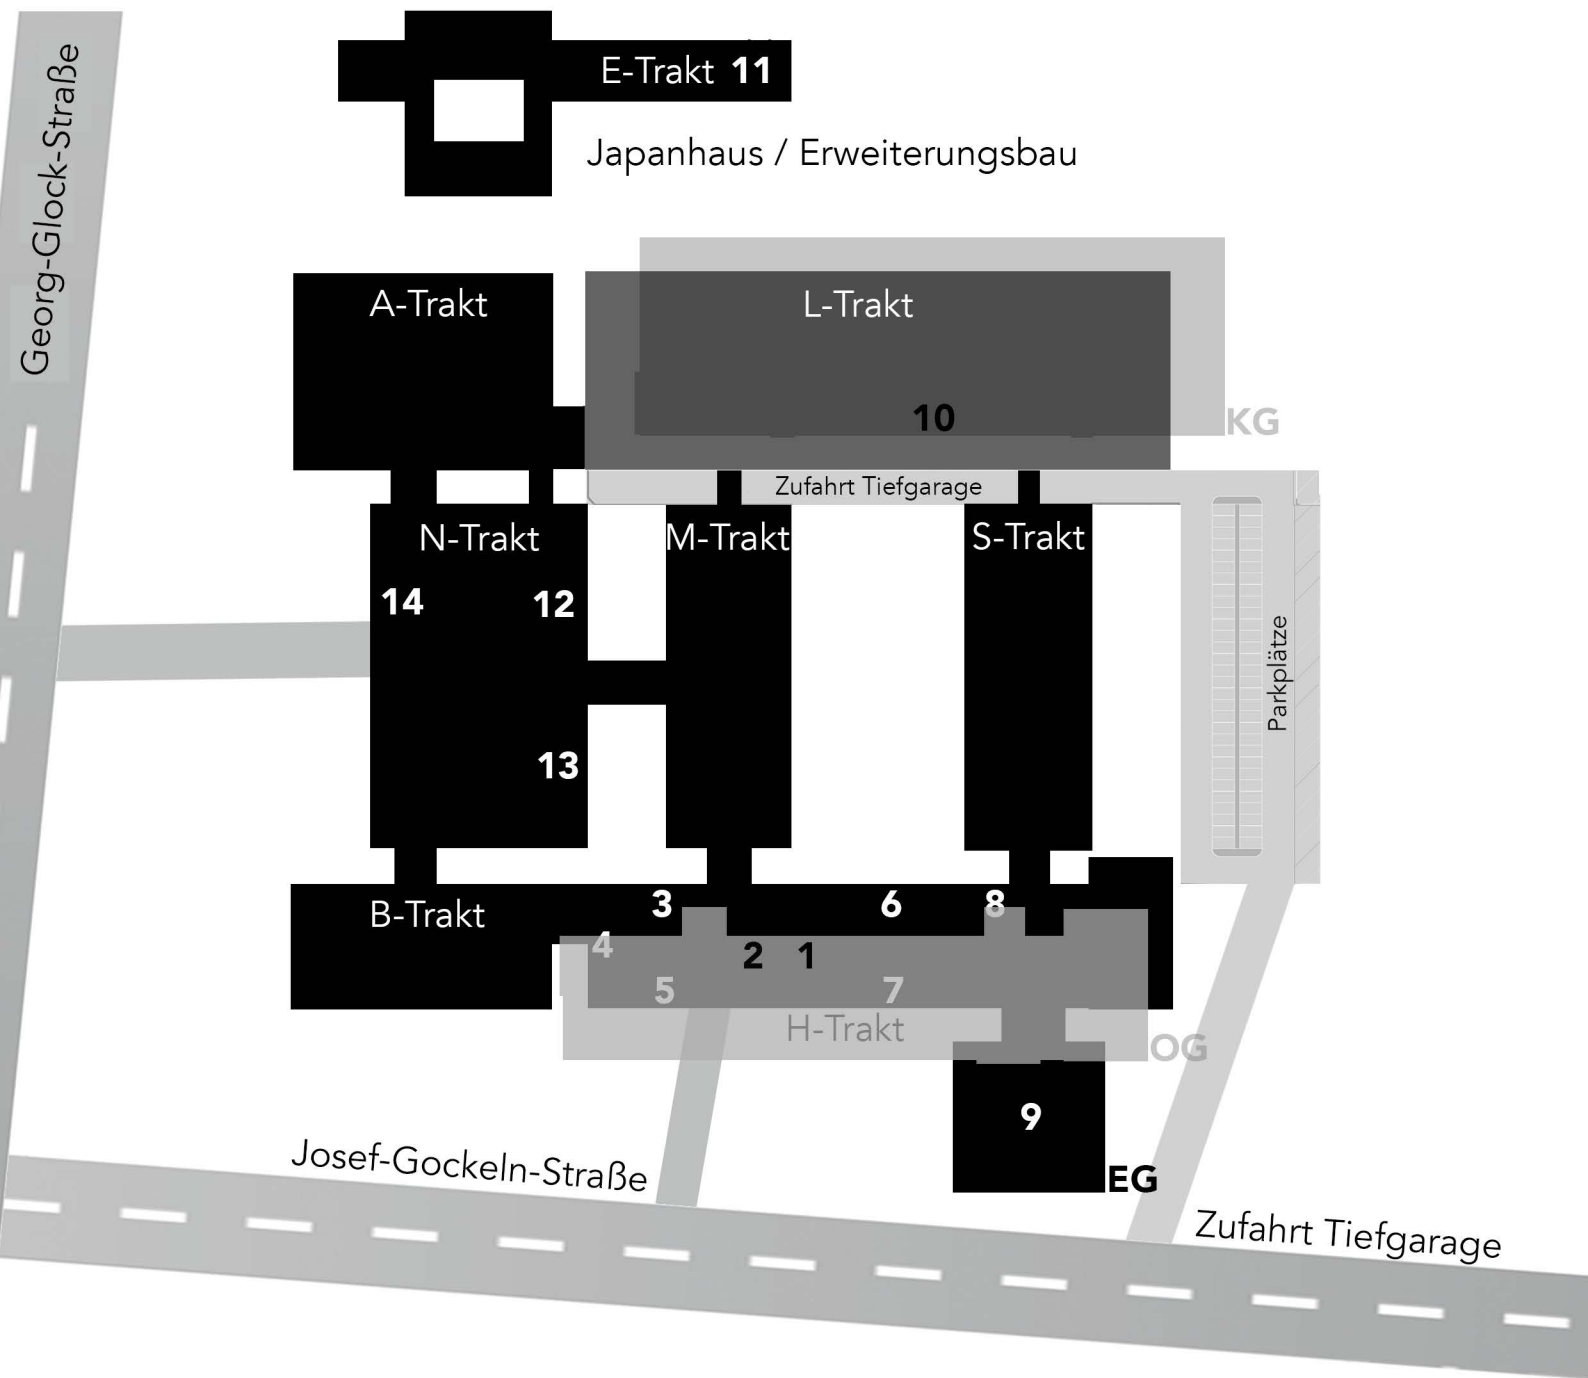 Georg-Glock-Straße
E-Trakt 11
Japanhaus / Erweiterungsbau
A-Trakt
L-Trakt
10
KG
Zufahrt Tiefgarage
N-Trakt
M-Trakt
S-Trakt
14
12
Parkplätze
13
B-Trakt
3
6
8
4
2
1
5
7
H-Trakt
OG
9
EG
Josef-Gockeln-Straße
Zufahrt Tiefgarage